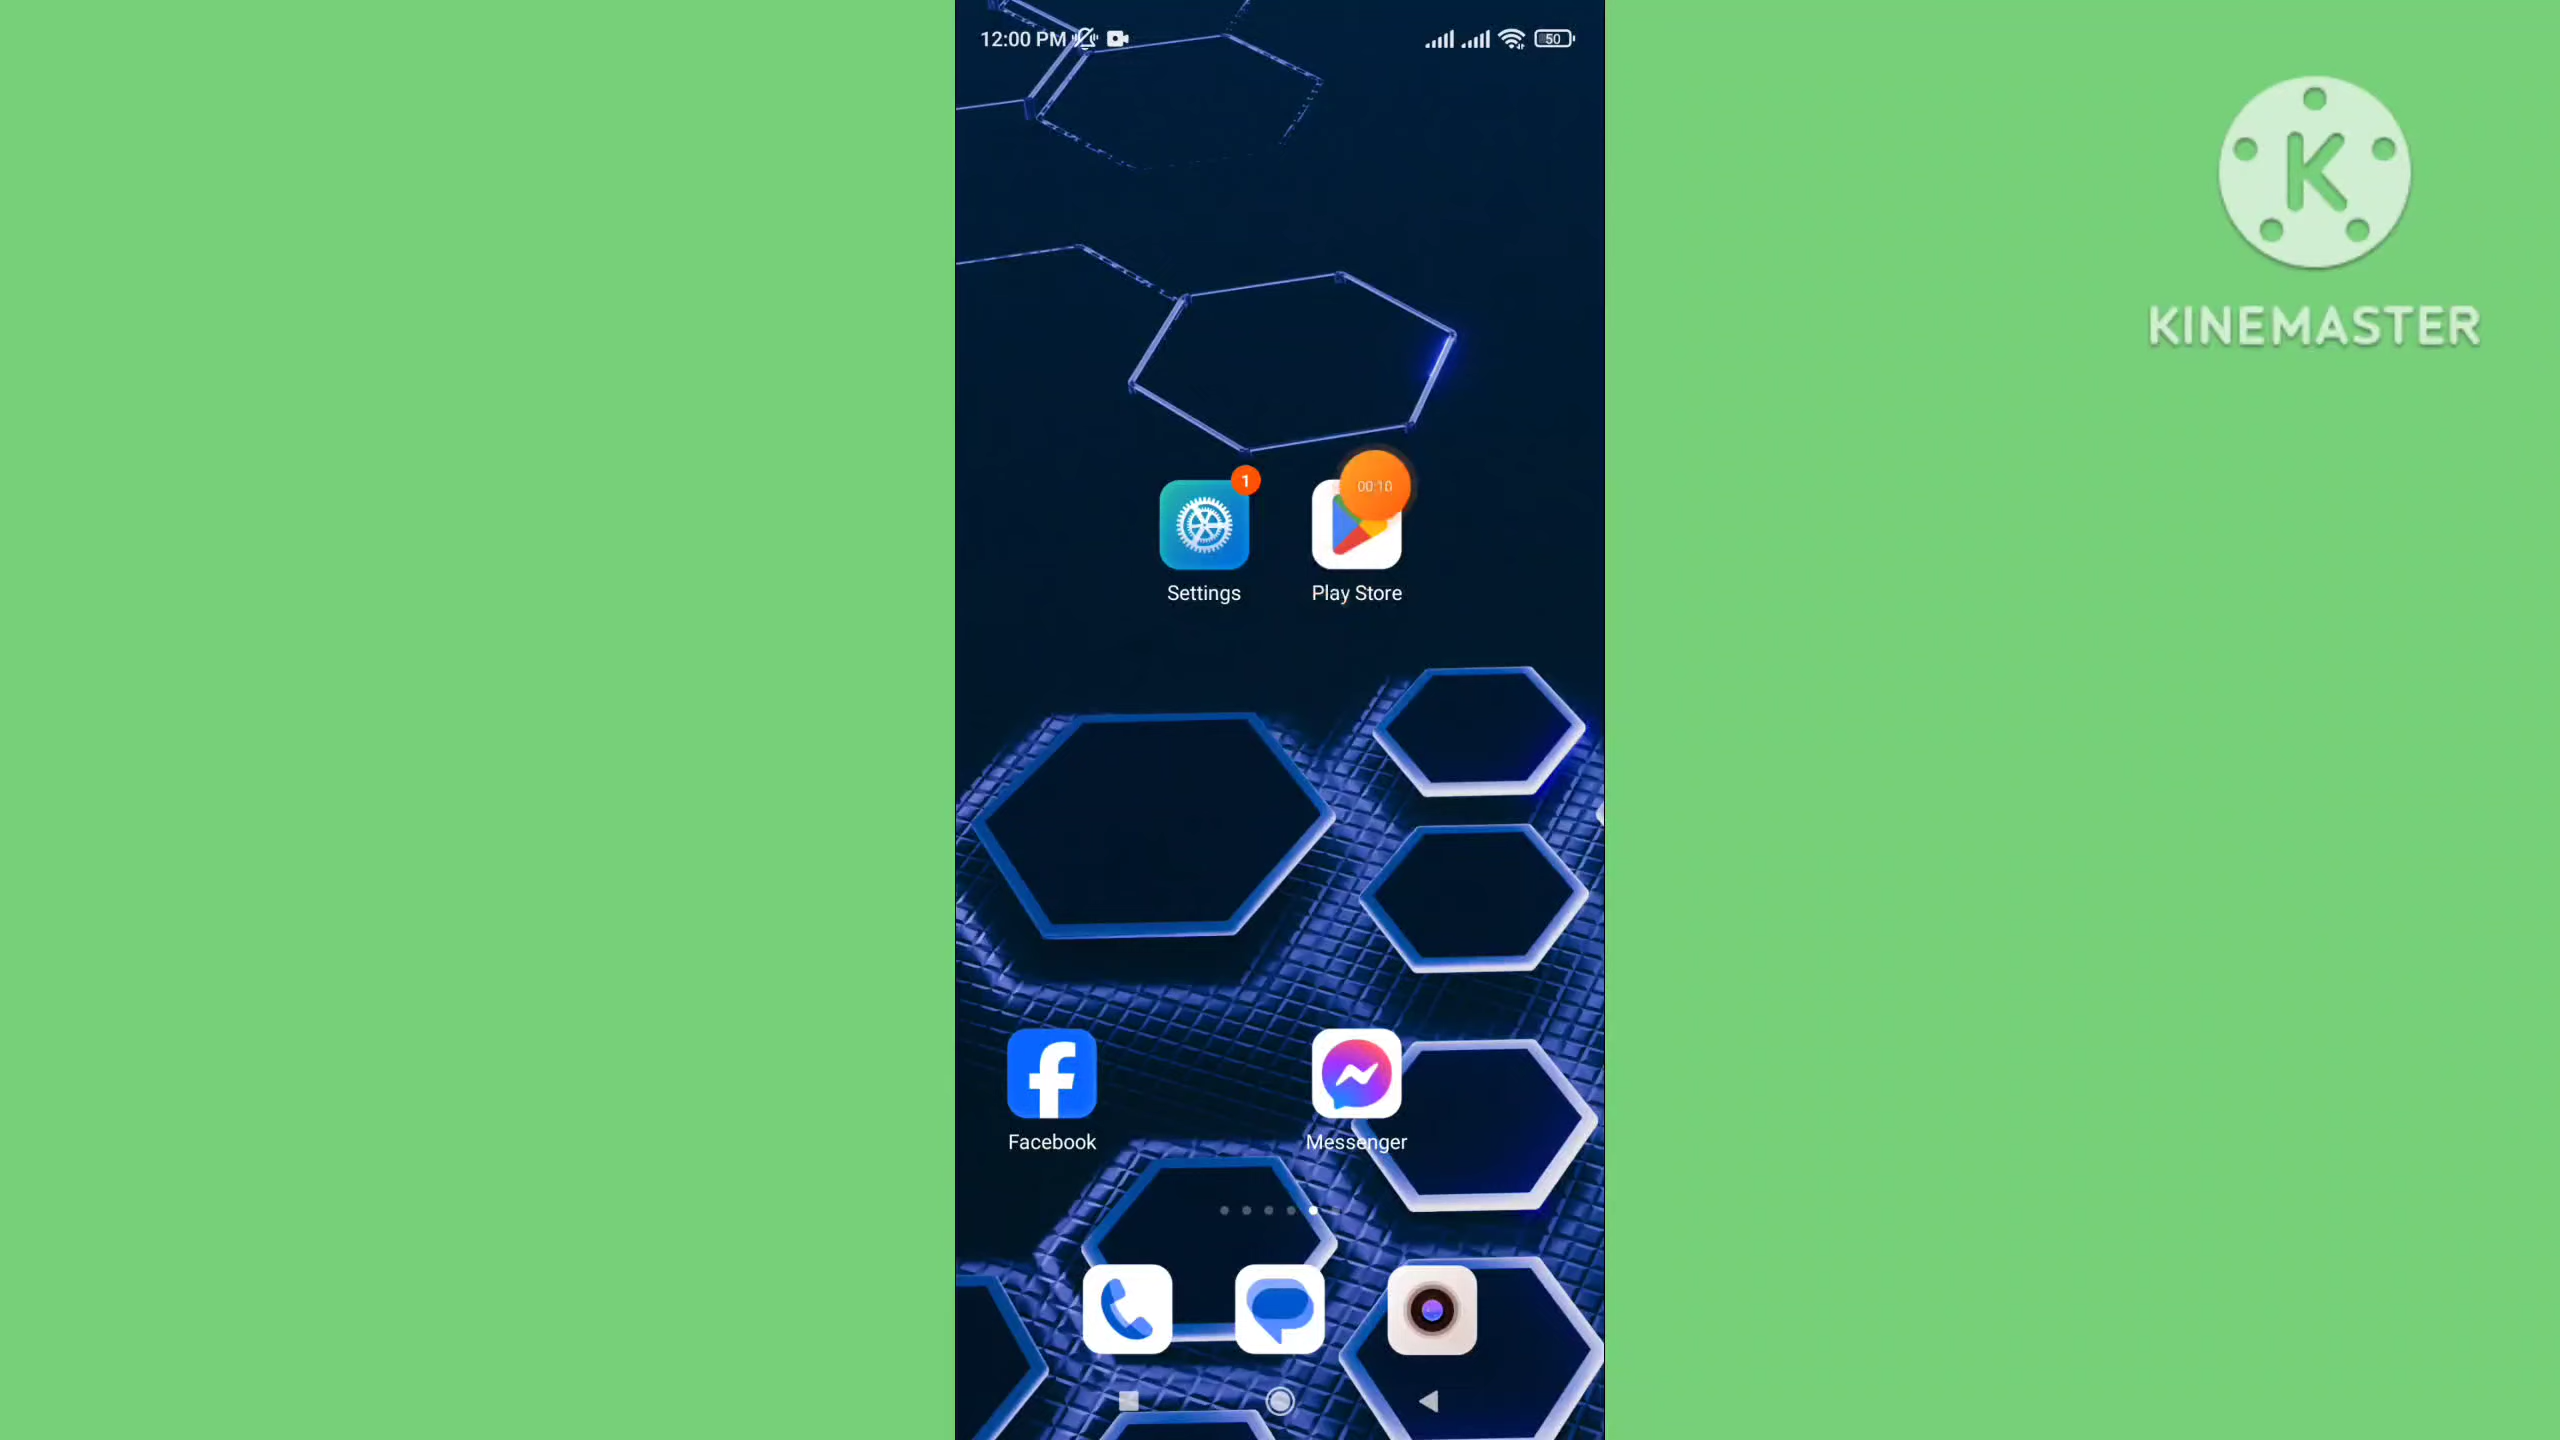 12:00 PM
50
K
KINEMASTER
1
00:10
Settings
Play Store
Facebook
Messenger